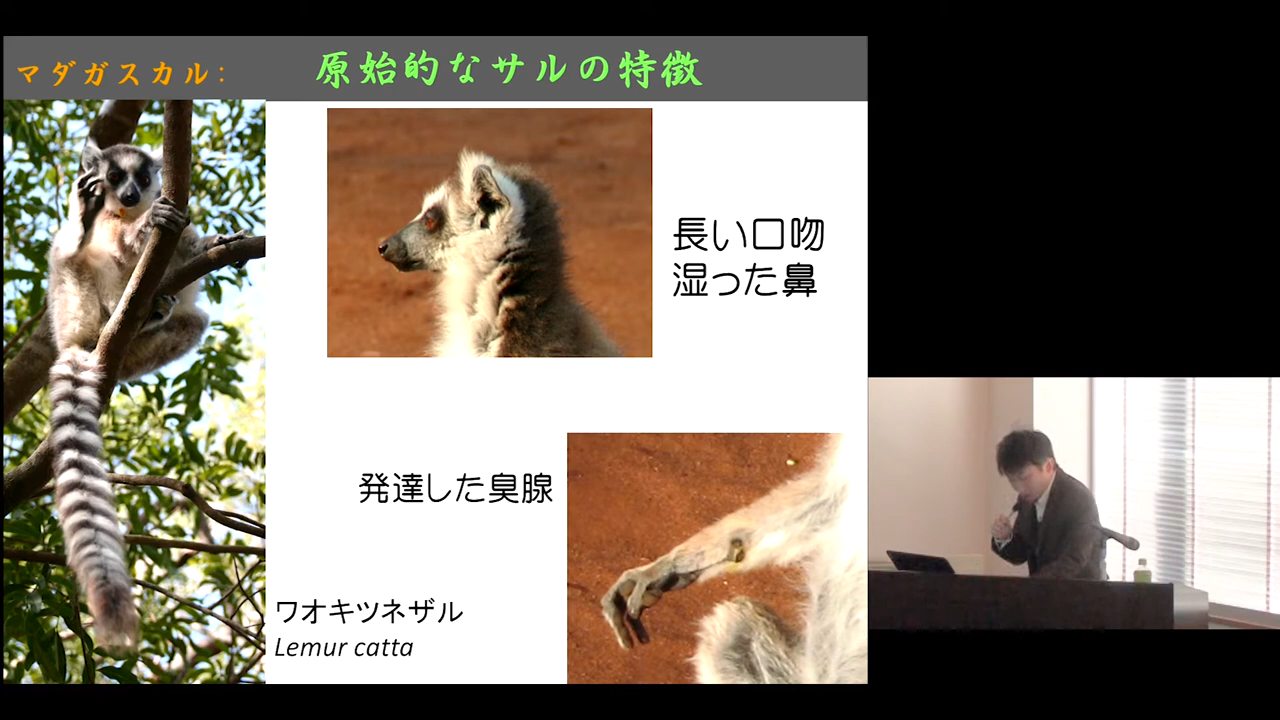 マダガスカル:
原始的なサルの特徴
長い口吻
湿った鼻
発達した臭腺
ワオキツネザル
Lemur catta